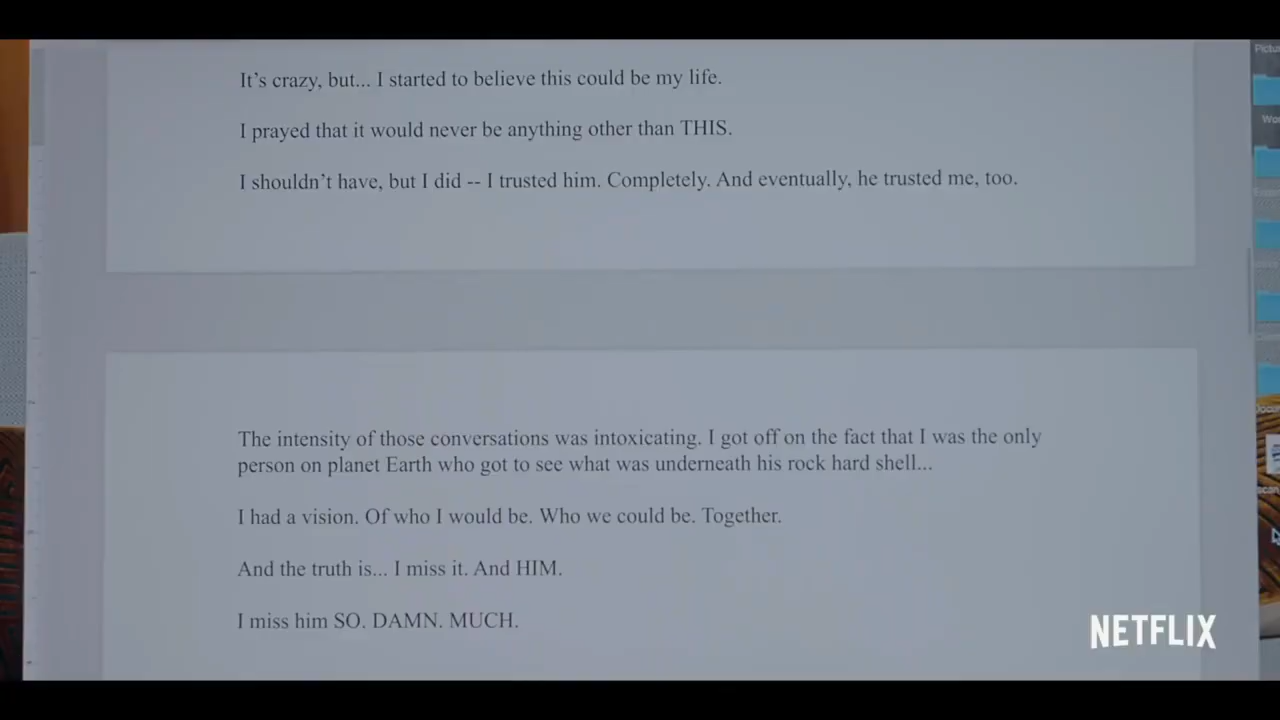 It's crazy, but... I started to believe this could be my life.
I prayed that it would never be anything other than THIS.
I shouldn't have, but I did -- I trusted him. Completely. And eventually, he trusted me, too.
The intensity of those conversations was intoxicating. I got off on the fact that I was the only
person on planet Earth who got to see what was underneath his rock hard shell...
I had a vision. Of who I would be. Who we could be. Together.
And the truth is... I miss it. And HIM.
I miss him SO. DAMN. MUCH.
NETFLIX